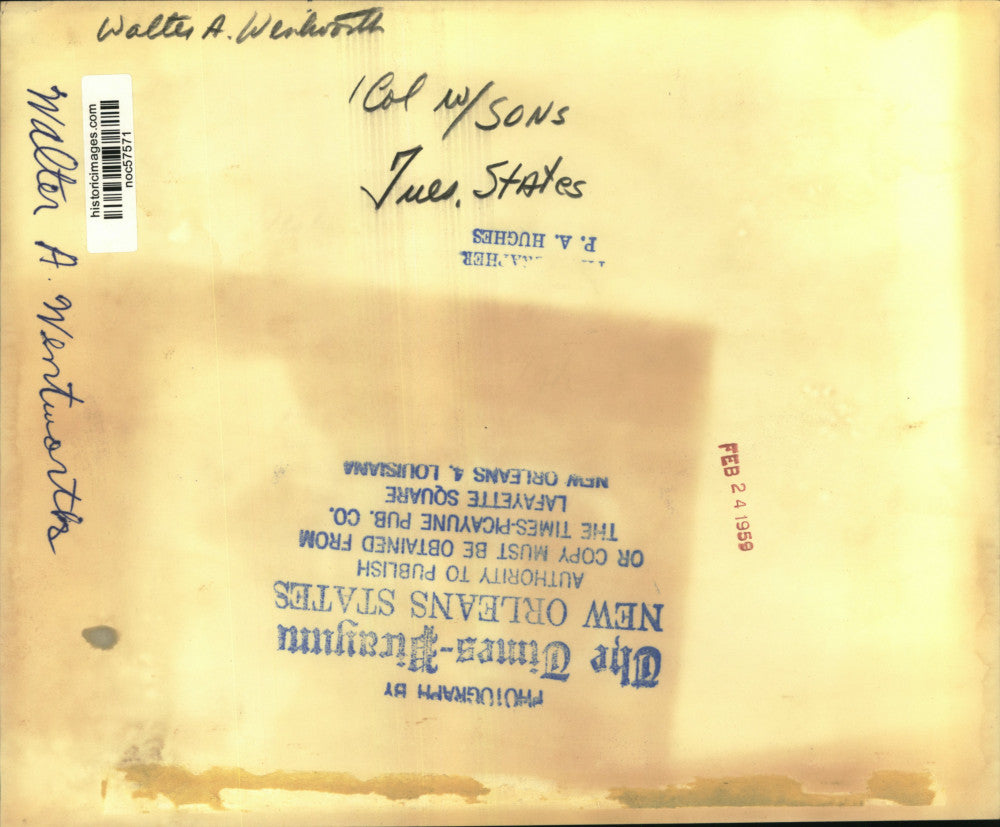 Walter A. Wentworth
1 Col w/ SONS
Tues. States
Walter A. Wentworth
historicimages.com
noc57571
P. A. HUGHES
FEB 24 1959
PHOTOGRAPH BY
The Times-Picayune
NEW ORLEANS STATES
AUTHORITY TO PUBLISH
OR COPY MUST BE OBTAINED FROM
THE TIMES-PICAYUNE PUB. CO.
LAFAYETTE SQUARE
NEW ORLEANS 4, LOUISIANA